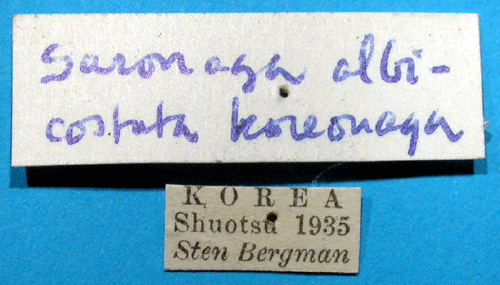 Saronaga albi-
costata koreonaga
KOREA
Shuotsu 1935
Sten Bergman